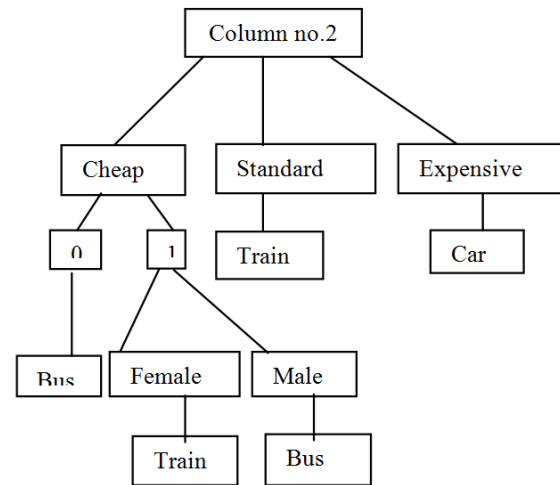 Column no.2
Cheap
Standard
Expensive
0
1
Train
Car
Bus
Female
Male
Train
Bus